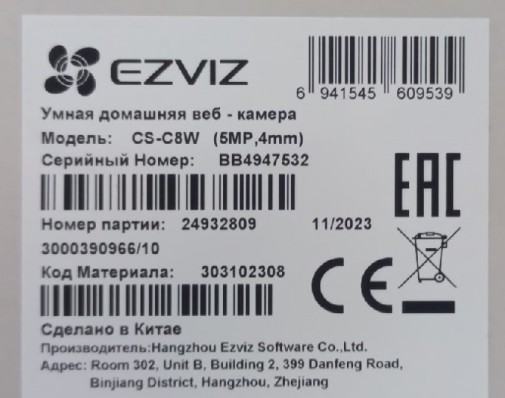 EZVIZ
6 941545 609539
Умная домашняя веб - камера
Модель: CS-C8W (5MP,4mm)
Серийный Номер: BB4947532
EAC
Номер партии: 24932809 11/2023
3000390966/10
Код Материала: 303102308
CE
Сделано в Китае
Производитель:Hangzhou Ezviz Software Co.,Ltd.
Адрес: Room 302, Unit B, Building 2, 399 Danfeng Road,
Binjiang District, Hangzhou, Zhejiang